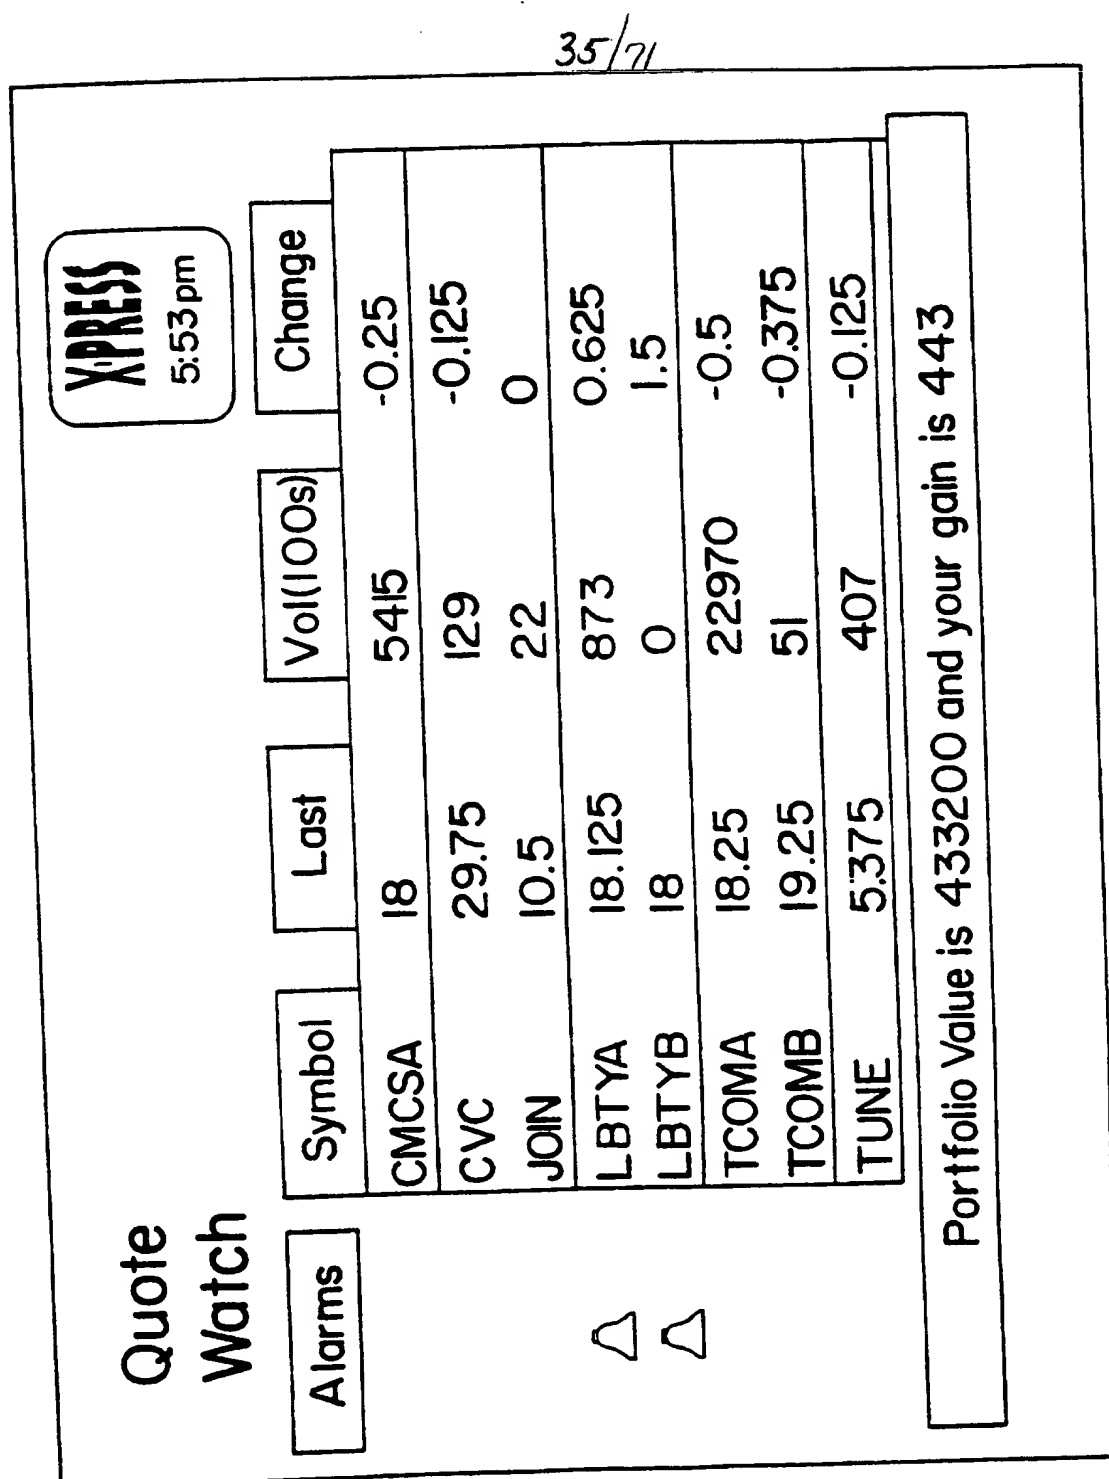 35/71
Quote
Watch
X·PRESS
5:53pm
Alarms Symbol Last Vol(100s) Change
CMCSA 18 5415 -0.25
CVC 29.75 129 -0.125
JOIN 10.5 22 0
LBTYA 18.125 873 0.625
LBTYB 18 0 1.5
TCOMA 18.25 22970 -0.5
TCOMB 19.25 51 -0.375
TUNE 5.375 407 -0.125
Portfolio Value is 433200 and your gain is 443